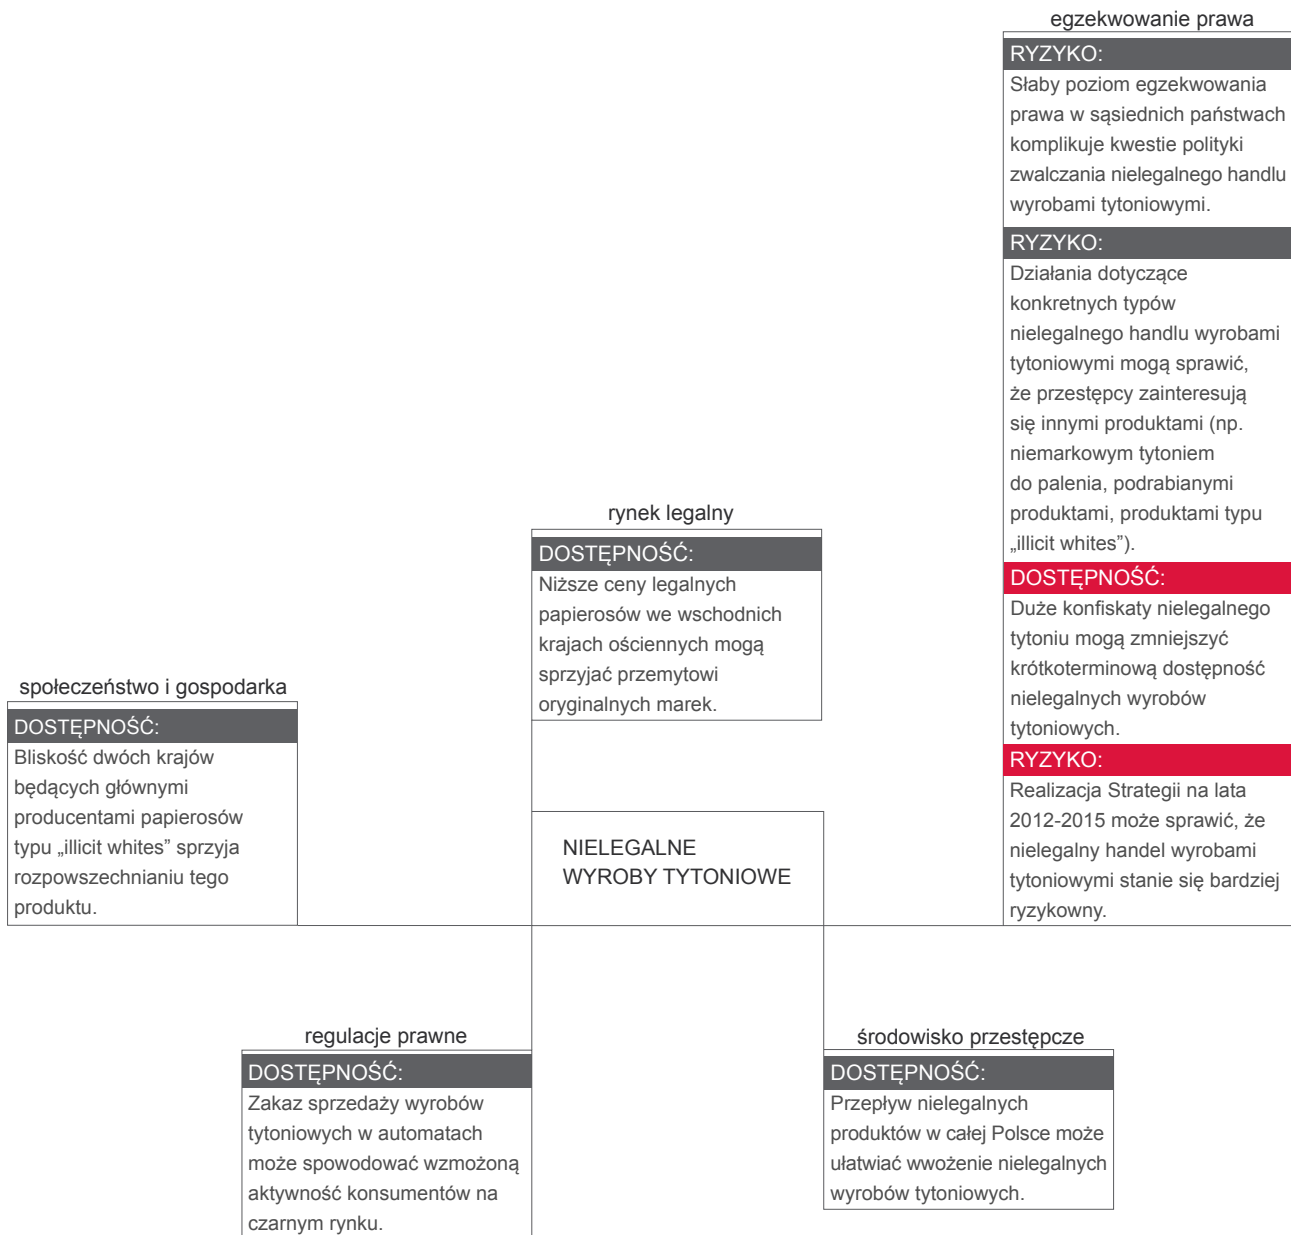 egzekwowanie prawa
RYZYKO:
Słaby poziom egzekwowania
prawa w sąsiednich państwach
komplikuje kwestie polityki
zwalczania nielegalnego handlu
wyrobami tytoniowymi.
RYZYKO:
Działania dotyczące
konkretnych typów
nielegalnego handlu wyrobami
tytoniowymi mogą sprawić,
że przestępcy zainteresują
się innymi produktami (np.
niemarkowym tytoniem
do palenia, podrabianymi
produktami, produktami typu
„illicit whites”).
DOSTĘPNOŚĆ:
Duże konfiskaty nielegalnego
tytoniu mogą zmniejszyć
krótkoterminową dostępność
nielegalnych wyrobów
tytoniowych.
RYZYKO:
Realizacja Strategii na lata
2012-2015 może sprawić, że
nielegalny handel wyrobami
tytoniowymi stanie się bardziej
ryzykowny.
rynek legalny
DOSTĘPNOŚĆ:
Niższe ceny legalnych
papierosów we wschodnich
krajach ościennych mogą
sprzyjać przemytowi
oryginalnych marek.
społeczeństwo i gospodarka
DOSTĘPNOŚĆ:
Bliskość dwóch krajów
będących głównymi
producentami papierosów
typu „illicit whites” sprzyja
rozpowszechnianiu tego
produktu.
NIELEGALNE
WYROBY TYTONIOWE
regulacje prawne
DOSTĘPNOŚĆ:
Zakaz sprzedaży wyrobów
tytoniowych w automatach
może spowodować wzmożoną
aktywność konsumentów na
czarnym rynku.
środowisko przestępcze
DOSTĘPNOŚĆ:
Przepływ nielegalnych
produktów w całej Polsce może
ułatwiać wwożenie nielegalnych
wyrobów tytoniowych.